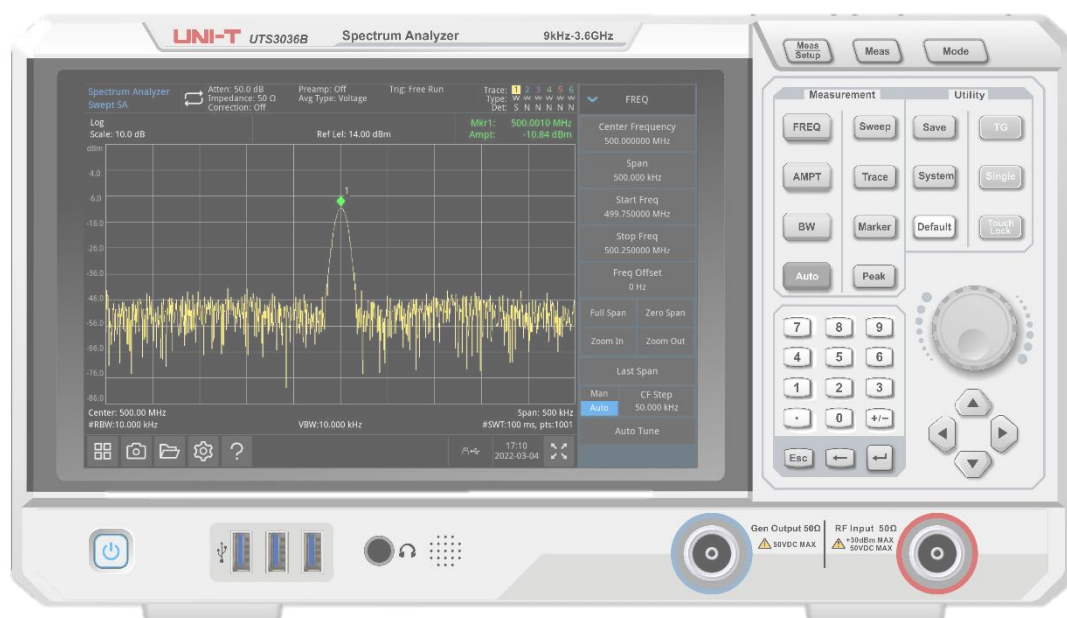 UNI-T UTS3036B Spectrum Analyzer 9kHz-3.6GHz
Spectrum Analyzer
Swept SA
Atten: 50.0 dB
Impedance: 50 Ω
Correction: Off
Preamp: Off
Avg Type: Voltage
Trig: Free Run
Trace: 1 2 3 4 5 6
Type: W W W W W W
Det: S N N N N N
Log
Scale: 10.0 dB
Ref Lel: 14.00 dBm
Mkr1: 500.0010 MHz
Ampt: -10.84 dBm
dBm
4.0
-6.0
-16.0
-26.0
-36.0
-46.0
-56.0
-66.0
-76.0
-86.0
1
Center: 500.00 MHz
#RBW:10.000 kHz
VBW:10.000 kHz
Span: 500 kHz
#SWT:100 ms, pts:1001
17:10
2022-03-04
FREQ
Center Frequency
500.000000 MHz
Span
500.000 kHz
Start Freq
499.750000 MHz
Stop Freq
500.250000 MHz
Freq Offset
0 Hz
Full Span Zero Span
Zoom In Zoom Out
Last Span
Man
Auto
CF Step
50.000 kHz
Auto Tune
Meas
Setup
Meas
Mode
Measurement
Utility
FREQ Sweep Save TG
AMPT Trace System Single
BW Marker Default Touch
Lock
Auto Peak
7 8 9
4 5 6
1 2 3
. 0 +/−
Esc
Gen Output 50Ω
50VDC MAX
RF Input 50Ω
+30dBm MAX
50VDC MAX